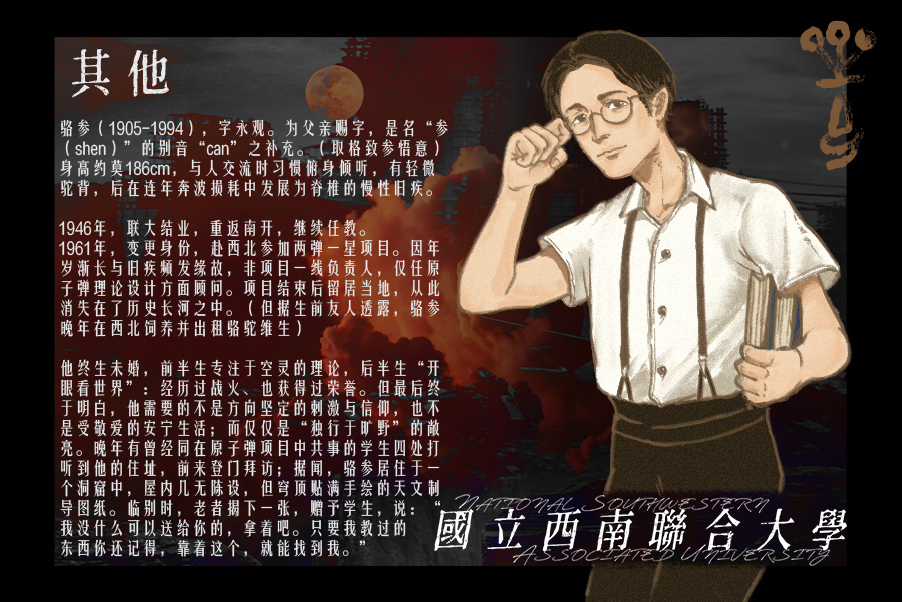 其他
骆参（1905-1994），字永观。为父亲赐字，是名“参
（shen）”的别音“can”之补充。（取格致参悟意）
身高约莫186cm，与人交流时习惯俯身倾听，有轻微
驼背，后在连年奔波损耗中发展为脊椎的慢性旧疾。
1946年，联大结业，重返南开，继续任教。
1961年，变更身份，赴西北参加两弹一星项目。因年
岁渐长与旧疾频发缘故，非项目一线负责人，仅任原
子弹理论设计方面顾问。项目结束后留居当地，从此
消失在了历史长河之中。（但据生前友人透露，骆参
晚年在西北饲养并出租骆驼维生）
他终生未婚，前半生专注于空灵的理论，后半生“开
眼看世界”：经历过战火、也获得过荣誉。但最后终
于明白，他需要的不是方向坚定的刺激与信仰，也不
是受敬爱的安宁生活；而仅仅是“独行于旷野”的敞
亮。晚年有曾经同在原子弹项目中共事的学生四处打
听到他的住址，前来登门拜访；据闻，骆参居住于一
个洞窟中，屋内几无陈设，但穹顶贴满手绘的天文制
导图纸。临别时，老者揭下一张，赠予学生，说：“
我没什么可以送给你的，拿着吧。只要我教过的
东西你还记得，靠着这个，就能找到我。”
National Southwestern
國立西南聯合大學
Associated University